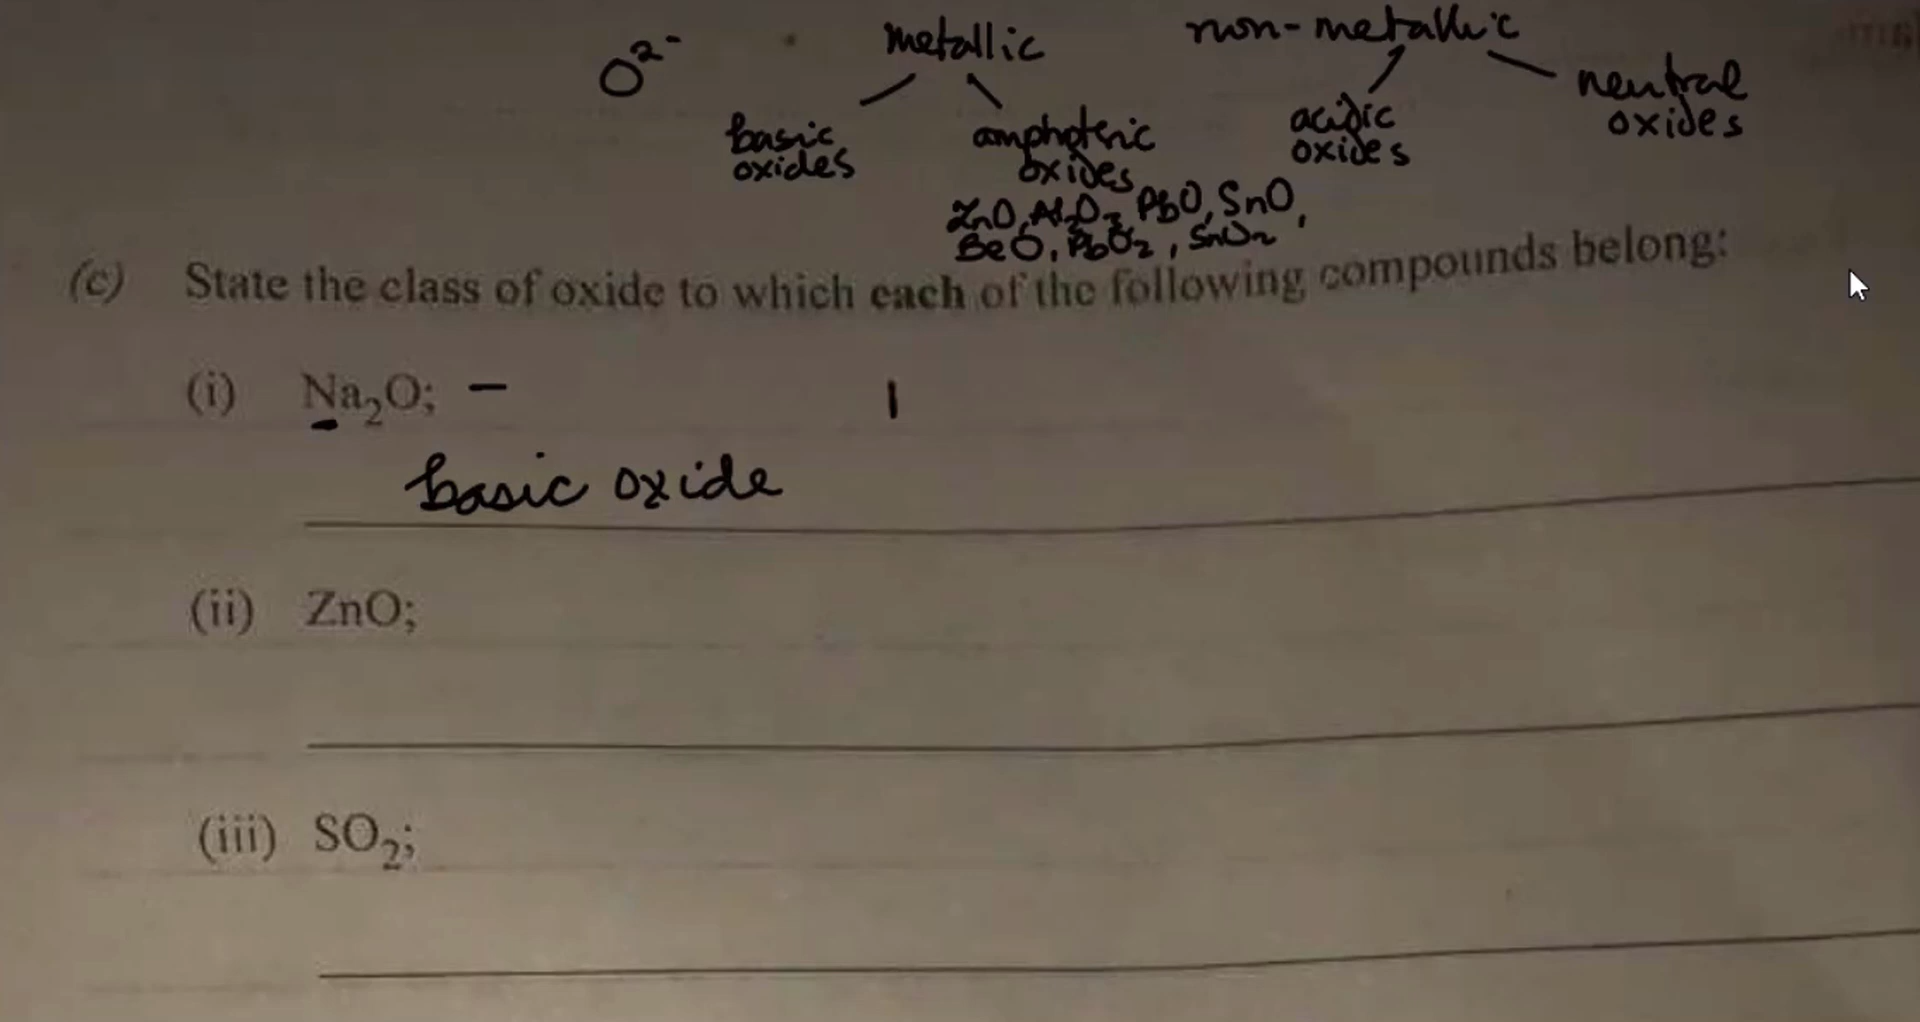 O²⁻ metallic non-metallic
basic oxides amphoteric oxides acidic oxides neutral oxides
ZnO, Al₂O₃, PbO, SnO,
BeO, PbO₂, SnO₂
(c) State the class of oxide to which each of the following compounds belong:
(i) Na₂O; –
basic oxide
(ii) ZnO;
(iii) SO₂;